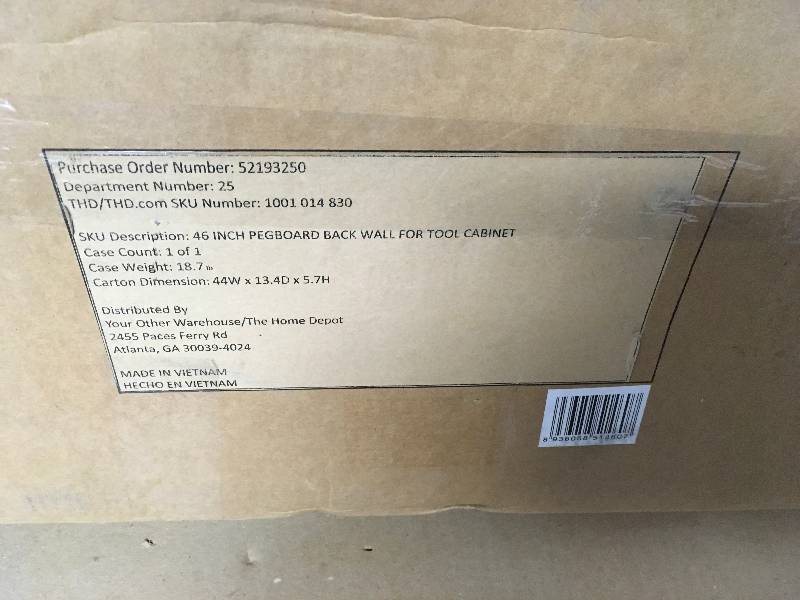 Purchase Order Number: 52193250
Department Number: 25
THD/THD.com SKU Number: 1001 014 830
SKU Description: 46 INCH PEGBOARD BACK WALL FOR TOOL CABINET
Case Count: 1 of 1
Case Weight: 18.7 lb
Carton Dimension: 44W x 13.4D x 5.7H
Distributed By
Your Other Warehouse/The Home Depot
2455 Paces Ferry Rd
Atlanta, GA 30039-4024
MADE IN VIETNAM
HECHO EN VIETNAM